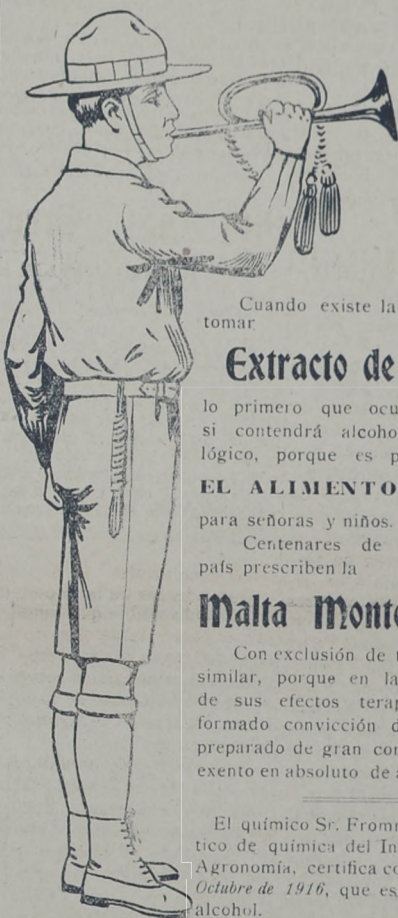 Cuando existe la
tomar
Extracto de
lo primero que ocu
si contendrá alcoho
lógico, porque es p
EL ALIMENTO
para señoras y niños.
Centenares de
país prescriben la
Malta Monte
Con exclusión de
similar, porque en la
de sus efectos terap
formado convicción d
preparado de gran con
exento en absoluto de a
El químico Sr. Fromm
tico de química del In
Agronomía, certifica co
Octubre de 1916, que es
alcohol.